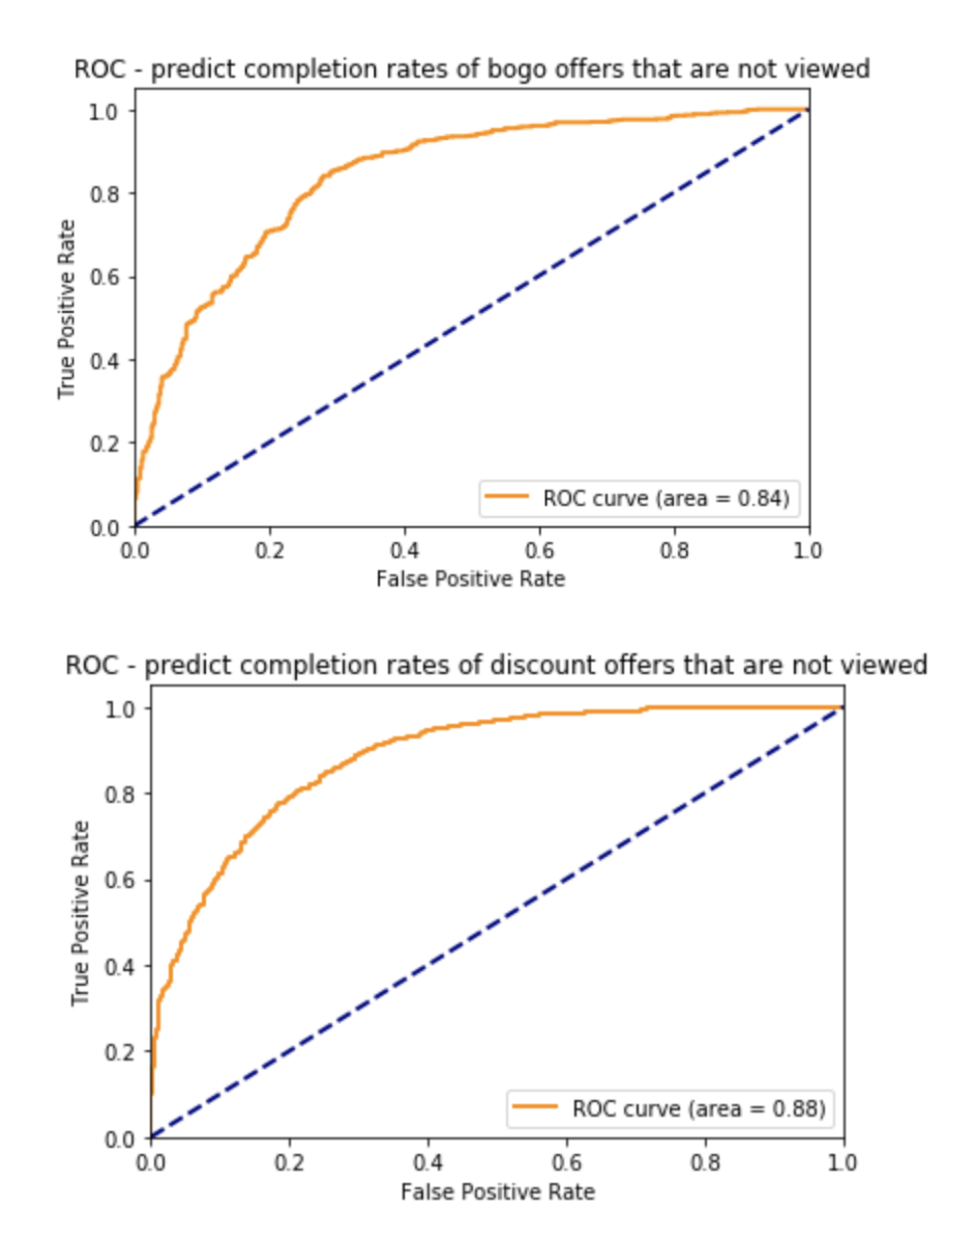 ROC - predict completion rates of bogo offers that are not viewed
1.0
0.8
0.6
0.4
0.2
0.0
True Positive Rate
ROC curve (area = 0.84)
0.0 0.2 0.4 0.6 0.8 1.0
False Positive Rate
ROC - predict completion rates of discount offers that are not viewed
1.0
0.8
0.6
0.4
0.2
0.0
True Positive Rate
ROC curve (area = 0.88)
0.0 0.2 0.4 0.6 0.8 1.0
False Positive Rate